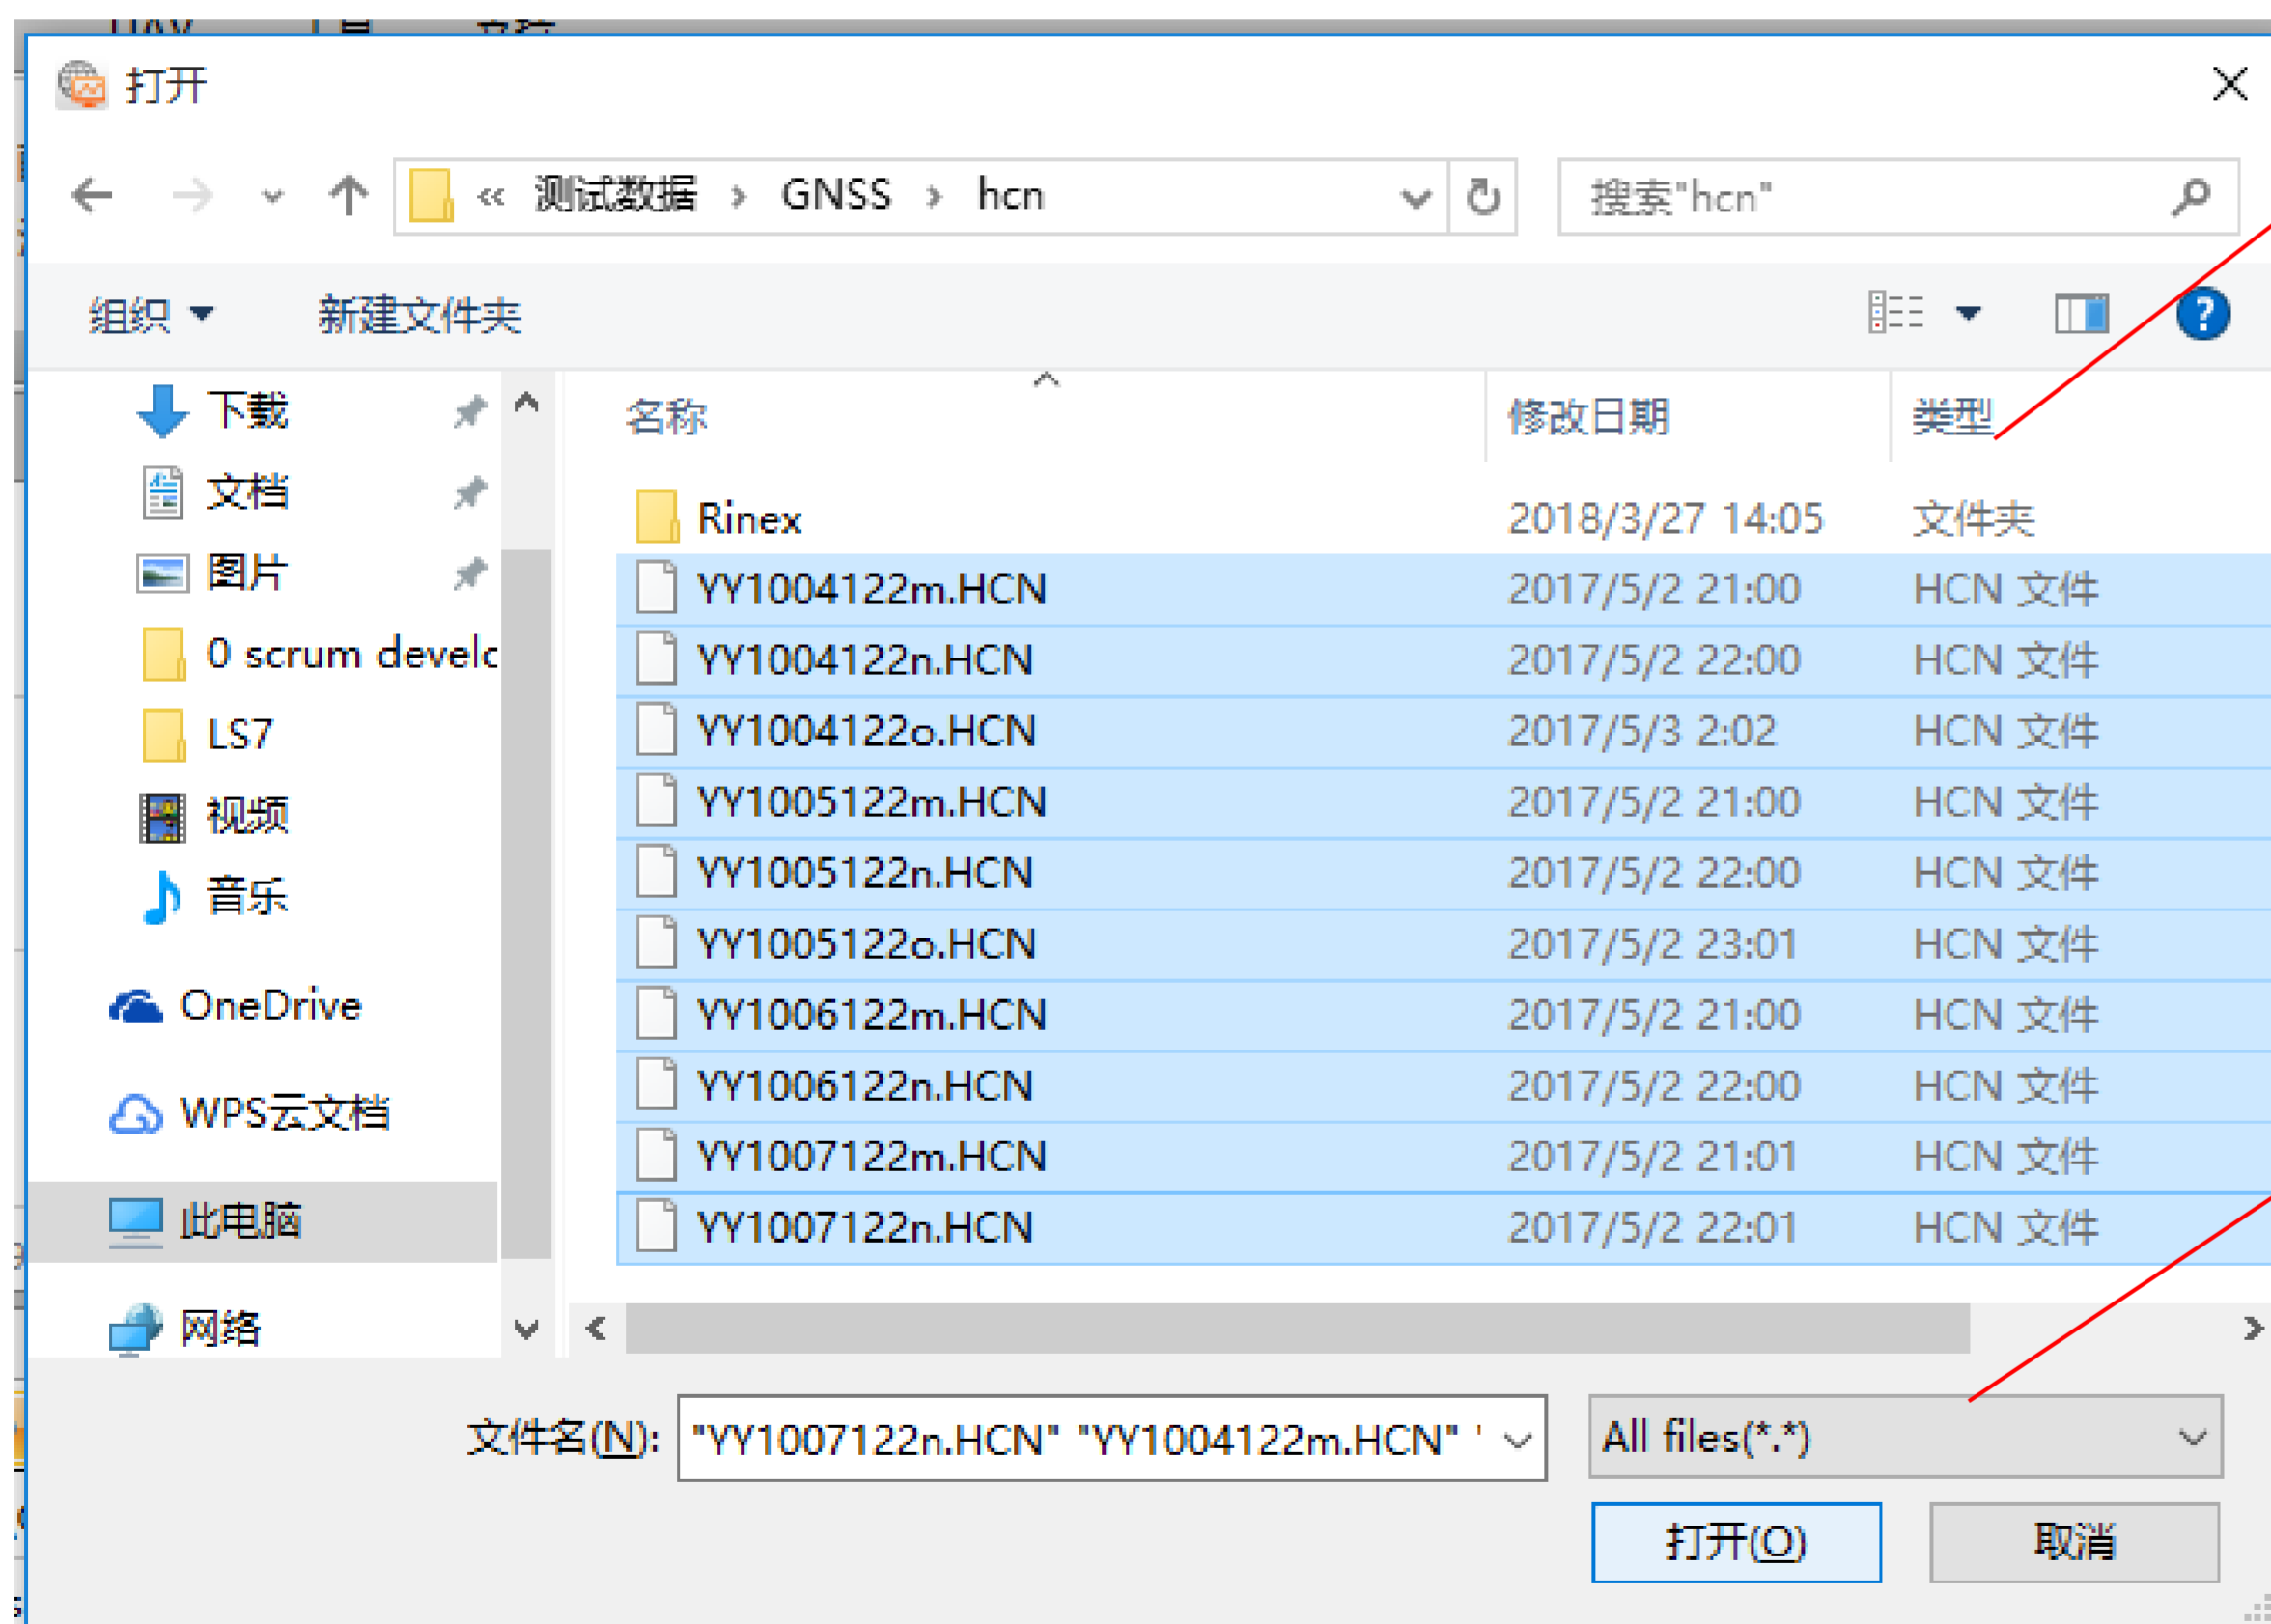 打开
« 测试数据 › GNSS › hcn
搜索"hcn"
组织 新建文件夹
名称 修改日期 类型
下载
文档
图片
0 scrum develc
LS7
视频
音乐
OneDrive
WPS云文档
此电脑
网络
Rinex 2018/3/27 14:05 文件夹
YY1004122m.HCN 2017/5/2 21:00 HCN 文件
YY1004122n.HCN 2017/5/2 22:00 HCN 文件
YY1004122o.HCN 2017/5/3 2:02 HCN 文件
YY1005122m.HCN 2017/5/2 21:00 HCN 文件
YY1005122n.HCN 2017/5/2 22:00 HCN 文件
YY1005122o.HCN 2017/5/2 23:01 HCN 文件
YY1006122m.HCN 2017/5/2 21:00 HCN 文件
YY1006122n.HCN 2017/5/2 22:00 HCN 文件
YY1007122m.HCN 2017/5/2 21:01 HCN 文件
YY1007122n.HCN 2017/5/2 22:01 HCN 文件
文件名(N): "YY1007122n.HCN" "YY1004122m.HCN" ' All files(*.*)
打开(O) 取消